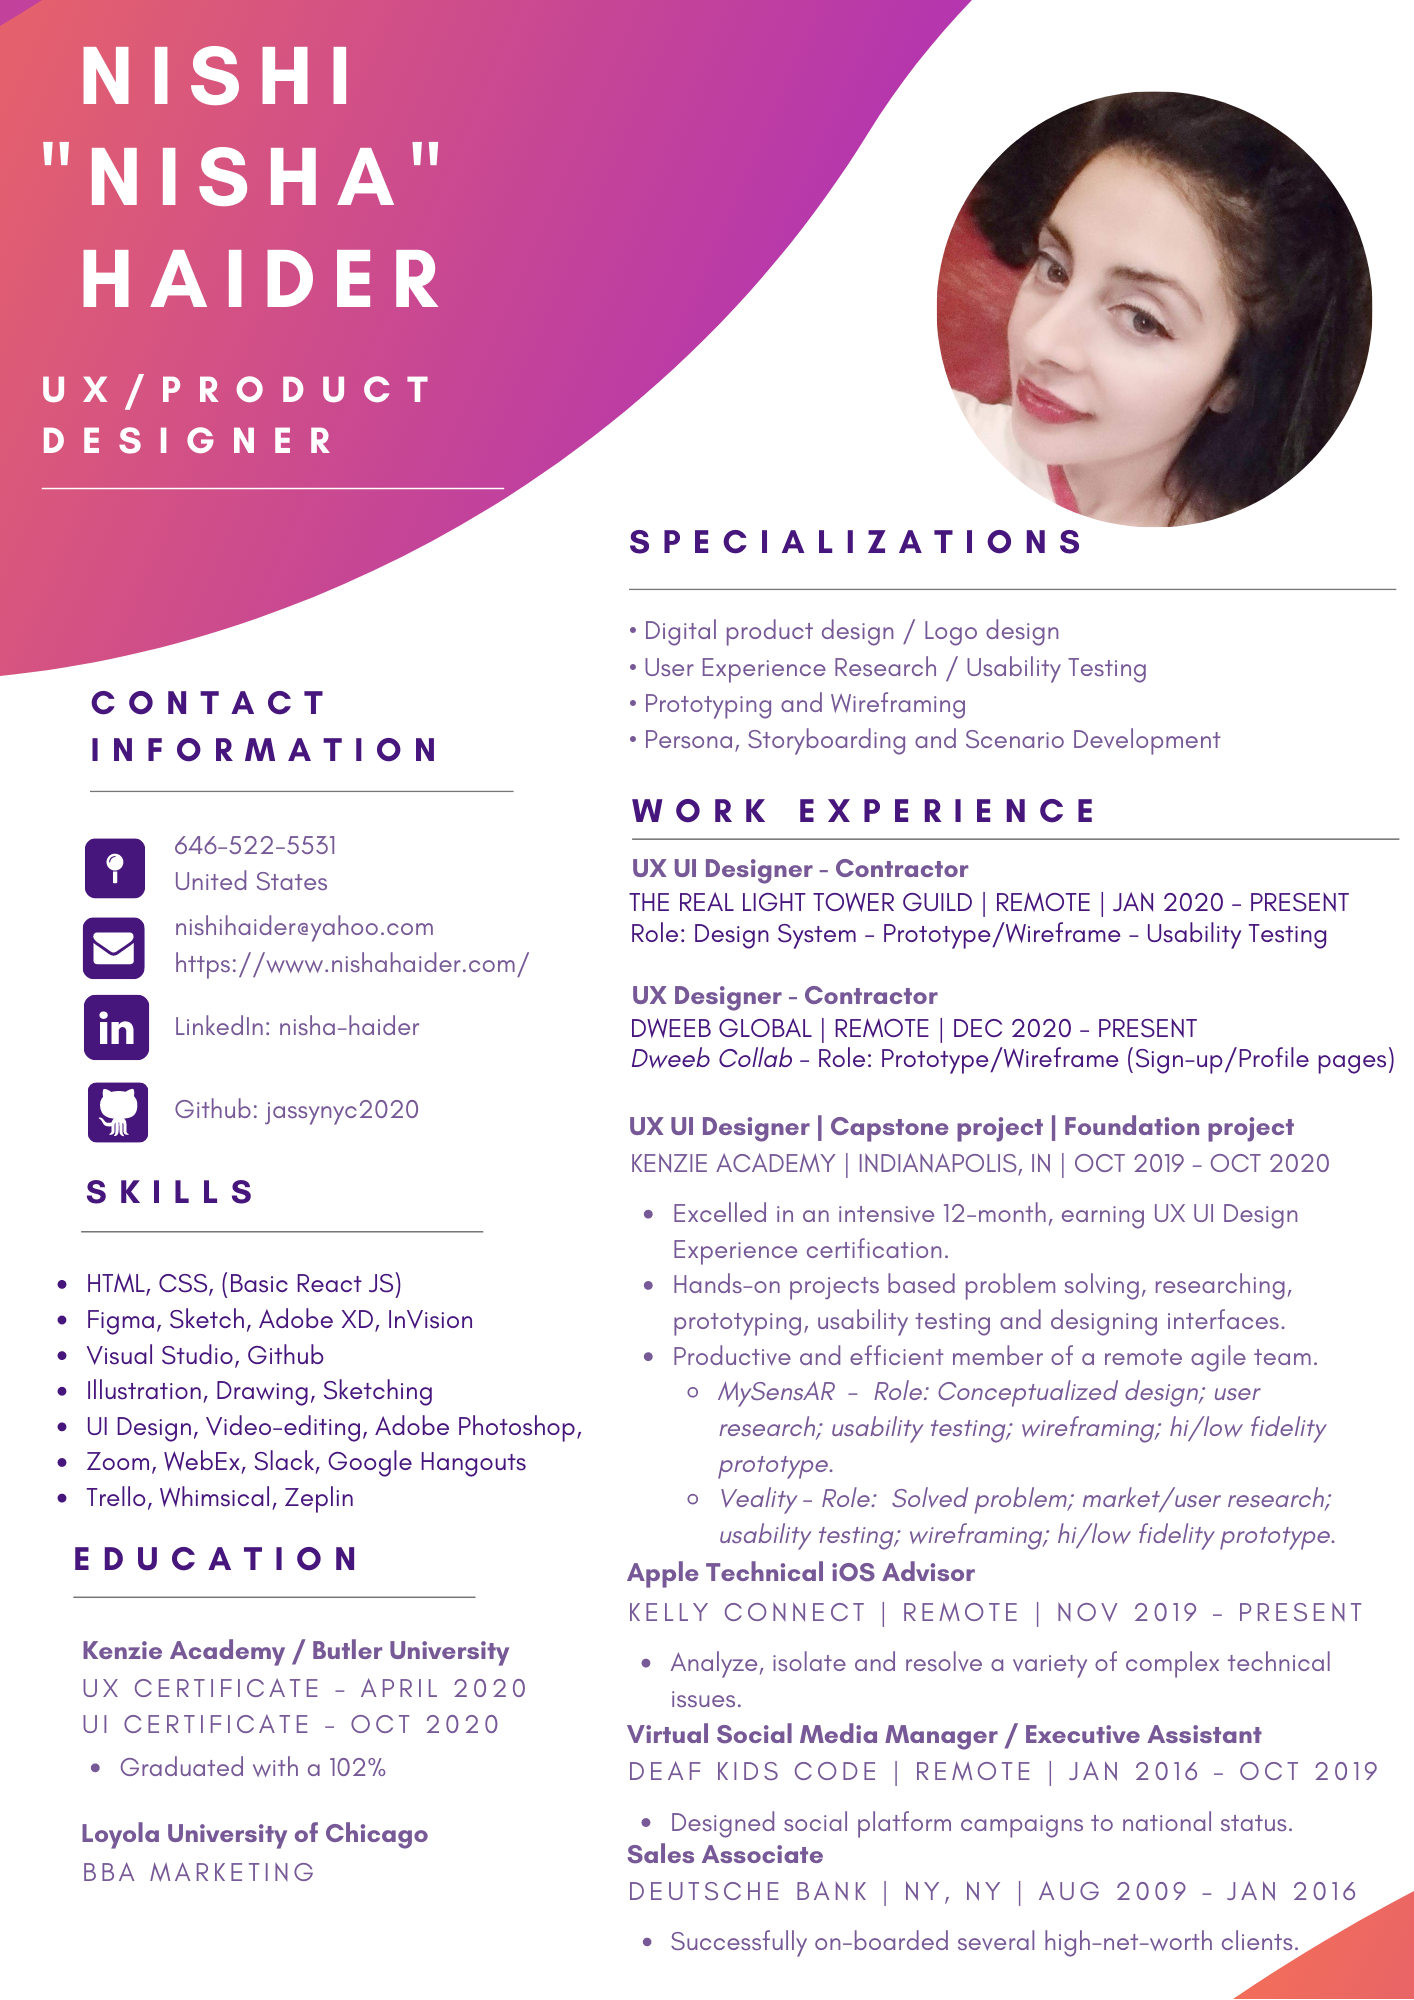 NISHI
"NISHA"
HAIDER
UX/PRODUCT
DESIGNER
CONTACT
INFORMATION
646-522-5531
United States
nishihaider@yahoo.com
https://www.nishahaider.com/
in
LinkedIn: nisha-haider
Github: jassynyc2020
SKILLS
• HTML, CSS, (Basic React JS)
• Figma, Sketch, Adobe XD, InVision
• Visual Studio, Github
• Illustration, Drawing, Sketching
• UI Design, Video-editing, Adobe Photoshop,
• Zoom, WebEx, Slack, Google Hangouts
• Trello, Whimsical, Zeplin
EDUCATION
Kenzie Academy / Butler University
UX CERTIFICATE - APRIL 2020
UI CERTIFICATE - OCT 2020
• Graduated with a 102%
Loyola University of Chicago
BBA MARKETING
SPECIALIZATIONS
• Digital product design / Logo design
• User Experience Research / Usability Testing
• Prototyping and Wireframing
• Persona, Storyboarding and Scenario Development
WORK EXPERIENCE
UX UI Designer - Contractor
THE REAL LIGHT TOWER GUILD | REMOTE | JAN 2020 - PRESENT
Role: Design System - Prototype/Wireframe - Usability Testing
UX Designer - Contractor
DWEEB GLOBAL | REMOTE | DEC 2020 - PRESENT
Dweeb Collab - Role: Prototype/Wireframe (Sign-up/Profile pages)
UX UI Designer | Capstone project | Foundation project
KENZIE ACADEMY | INDIANAPOLIS, IN | OCT 2019 - OCT 2020
• Excelled in an intensive 12-month, earning UX UI Design
Experience certification.
• Hands-on projects based problem solving, researching,
prototyping, usability testing and designing interfaces.
• Productive and efficient member of a remote agile team.
◦ MySensAR - Role: Conceptualized design; user
research; usability testing; wireframing; hi/low fidelity
prototype.
◦ Veality - Role: Solved problem; market/user research;
usability testing; wireframing; hi/low fidelity prototype.
Apple Technical iOS Advisor
KELLY CONNECT | REMOTE | NOV 2019 - PRESENT
• Analyze, isolate and resolve a variety of complex technical
issues.
Virtual Social Media Manager / Executive Assistant
DEAF KIDS CODE | REMOTE | JAN 2016 - OCT 2019
• Designed social platform campaigns to national status.
Sales Associate
DEUTSCHE BANK | NY, NY | AUG 2009 - JAN 2016
• Successfully on-boarded several high-net-worth clients.